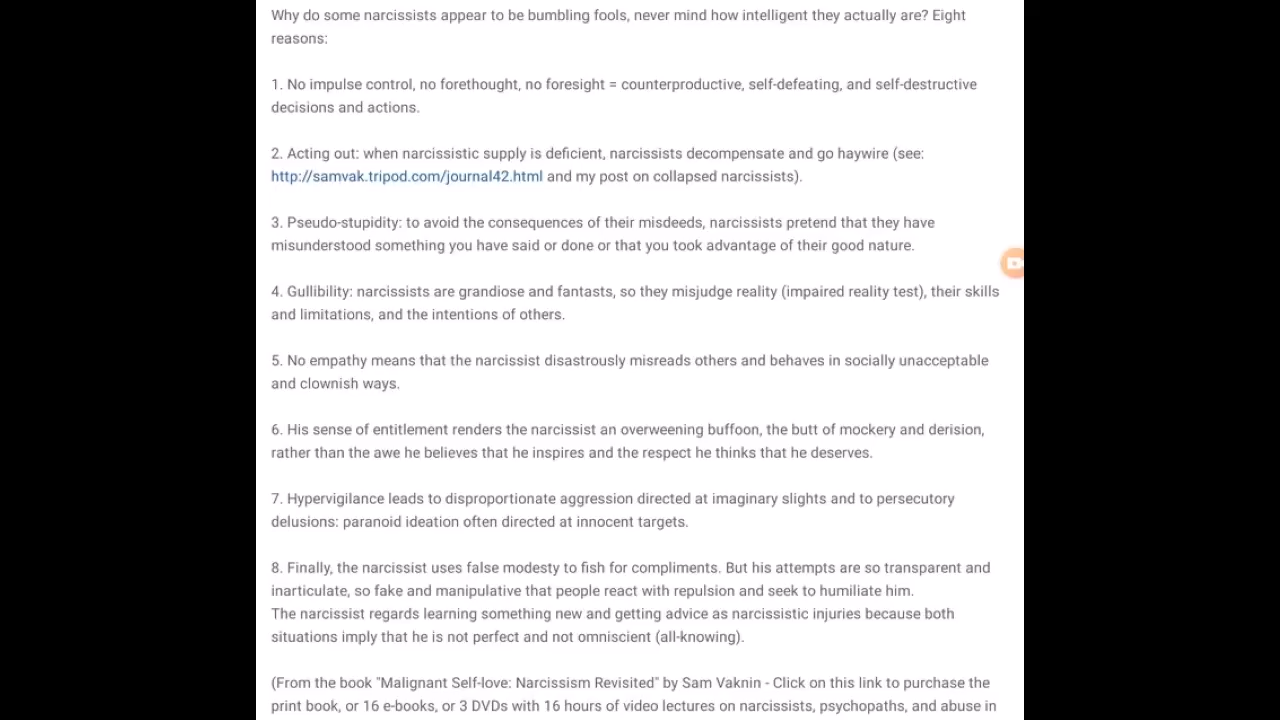 Why do some narcissists appear to be bumbling fools, never mind how intelligent they actually are? Eight
reasons:
1. No impulse control, no forethought, no foresight = counterproductive, self-defeating, and self-destructive
decisions and actions.
2. Acting out: when narcissistic supply is deficient, narcissists decompensate and go haywire (see:
http://samvak.tripod.com/journal42.html and my post on collapsed narcissists).
3. Pseudo-stupidity: to avoid the consequences of their misdeeds, narcissists pretend that they have
misunderstood something you have said or done or that you took advantage of their good nature.
4. Gullibility: narcissists are grandiose and fantasts, so they misjudge reality (impaired reality test), their skills
and limitations, and the intentions of others.
5. No empathy means that the narcissist disastrously misreads others and behaves in socially unacceptable
and clownish ways.
6. His sense of entitlement renders the narcissist an overweening buffoon, the butt of mockery and derision,
rather than the awe he believes that he inspires and the respect he thinks that he deserves.
7. Hypervigilance leads to disproportionate aggression directed at imaginary slights and to persecutory
delusions: paranoid ideation often directed at innocent targets.
8. Finally, the narcissist uses false modesty to fish for compliments. But his attempts are so transparent and
inarticulate, so fake and manipulative that people react with repulsion and seek to humiliate him.
The narcissist regards learning something new and getting advice as narcissistic injuries because both
situations imply that he is not perfect and not omniscient (all-knowing).
(From the book "Malignant Self-love: Narcissism Revisited" by Sam Vaknin - Click on this link to purchase the
print book, or 16 e-books, or 3 DVDs with 16 hours of video lectures on narcissists, psychopaths, and abuse in